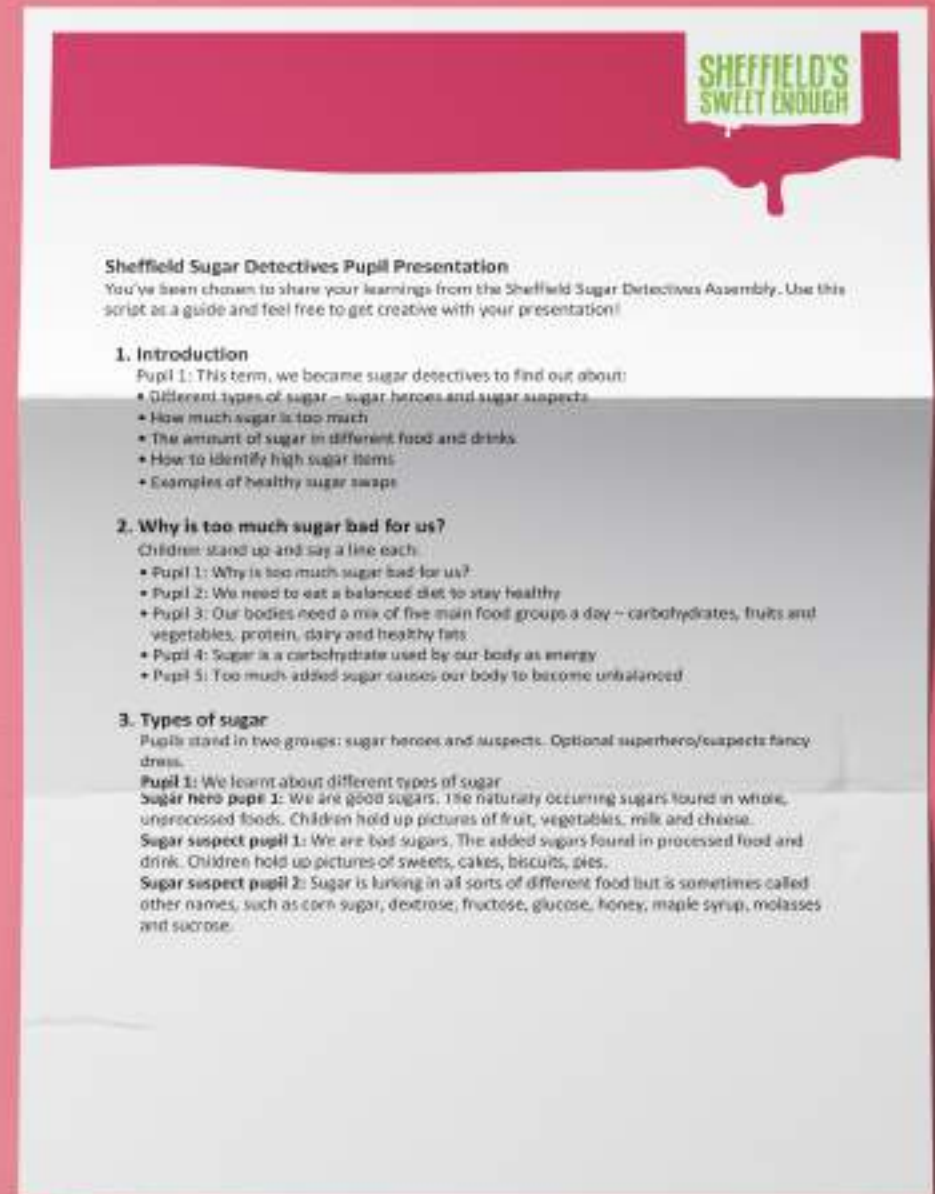 SHEFFIELD'S
SWEET ENOUGH
Sheffield Sugar Detectives Pupil Presentation
You've been chosen to share your learnings from the Sheffield Sugar Detectives Assembly. Use this
script as a guide and feel free to get creative with your presentation!
1. Introduction
Pupil 1: This term, we became sugar detectives to find out about:
• Different types of sugar – sugar heroes and sugar suspects
• How much sugar is too much
• The amount of sugar in different food and drinks
• How to identify high sugar items
• Examples of healthy sugar swaps
2. Why is too much sugar bad for us?
Children stand up and say a line each:
• Pupil 1: Why is too much sugar bad for us?
• Pupil 2: We need to eat a balanced diet to stay healthy
• Pupil 3: Our bodies need a mix of five main food groups a day – carbohydrates, fruits and
vegetables, protein, dairy and healthy fats
• Pupil 4: Sugar is a carbohydrate used by our body as energy
• Pupil 5: Too much added sugar causes our body to become unbalanced
3. Types of sugar
Pupils stand in two groups: sugar heroes and suspects. Optional superhero/suspects fancy
dress.
Pupil 1: We learnt about different types of sugar
Sugar hero pupil 1: We are good sugars. The naturally occurring sugars found in whole,
unprocessed foods. Children hold up pictures of fruit, vegetables, milk and cheese.
Sugar suspect pupil 1: We are bad sugars. The added sugars found in processed food and
drink. Children hold up pictures of sweets, cakes, biscuits, pies.
Sugar suspect pupil 2: Sugar is lurking in all sorts of different food but is sometimes called
other names, such as corn sugar, dextrose, fructose, glucose, honey, maple syrup, molasses
and sucrose.